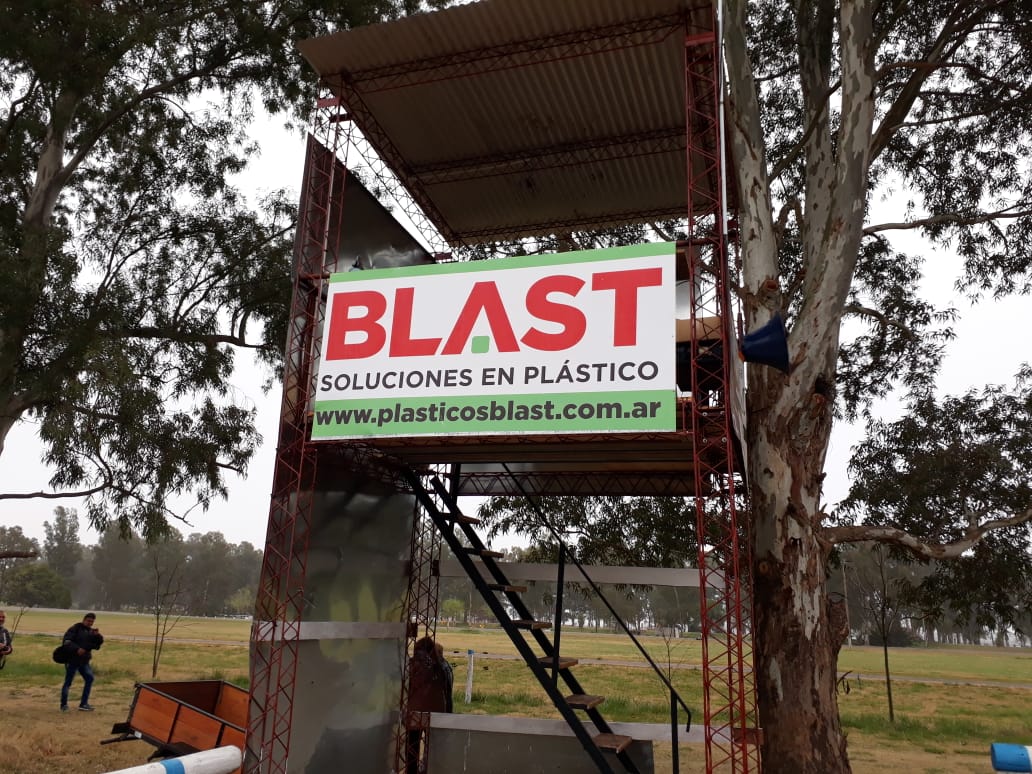 BLAST
SOLUCIONES EN PLÁSTICO
www.plasticosblast.com.ar